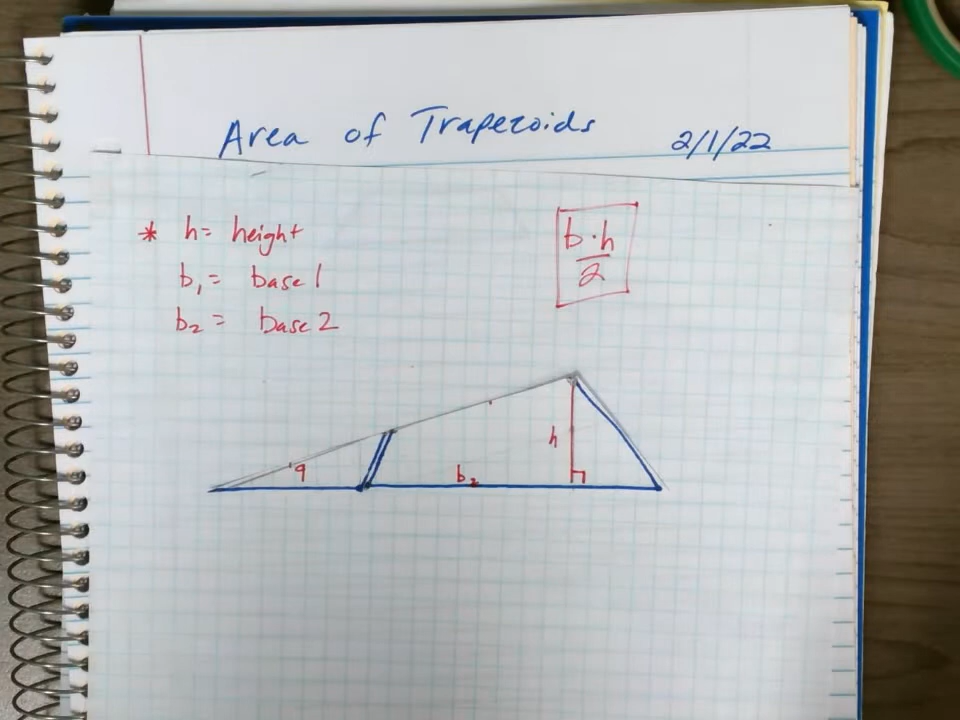 Area of Trapezoids
2/1/22
* h = height
b₁ = base 1
b₂ = base 2
b·h
2
h
b₂